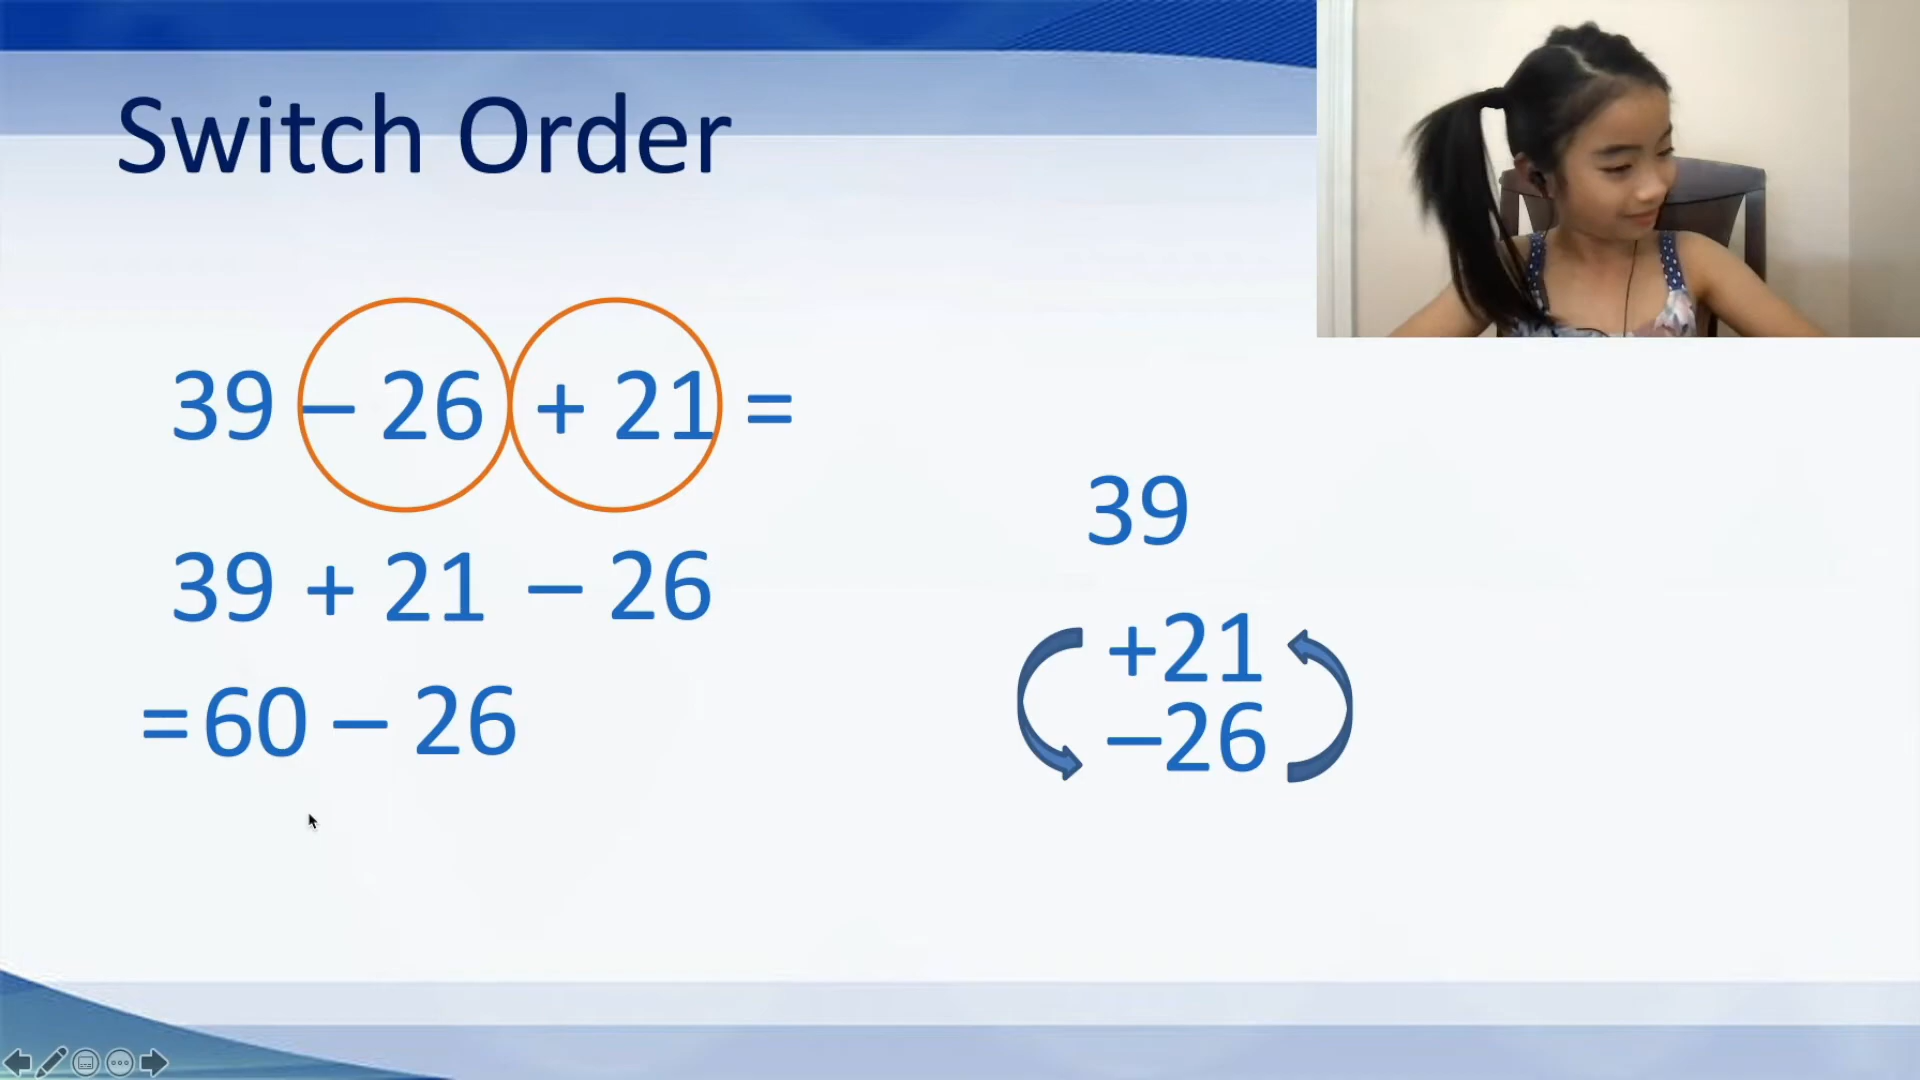 Switch Order
39 – 26 + 21 =
39 + 21 – 26
= 60 – 26
39
+21
–26